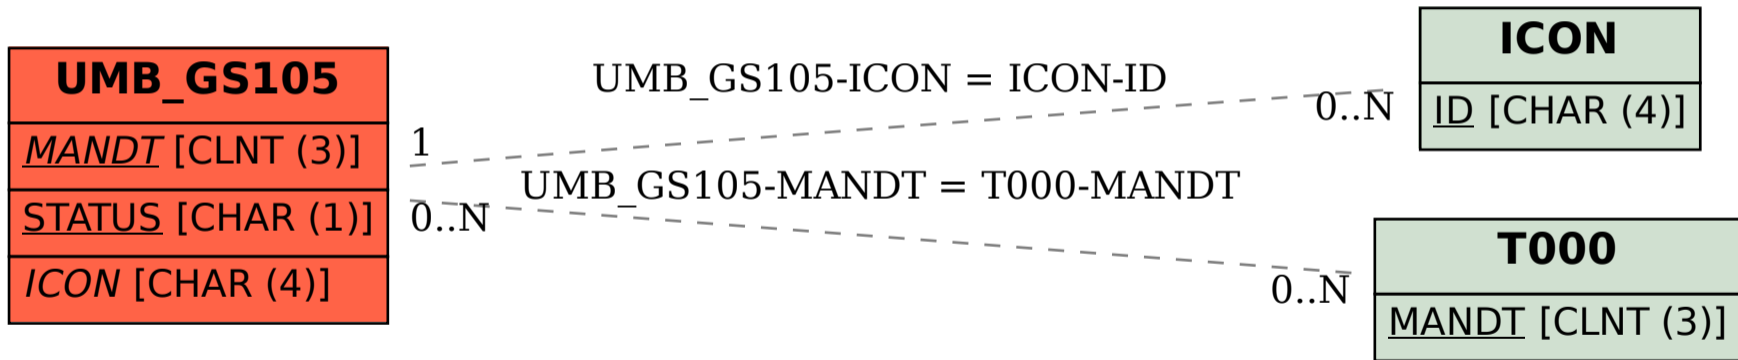 UMB_GS105
MANDT [CLNT (3)]
STATUS [CHAR (1)]
ICON [CHAR (4)]
UMB_GS105-ICON = ICON-ID
1
0..N
UMB_GS105-MANDT = T000-MANDT
0..N
0..N
ICON
ID [CHAR (4)]
T000
MANDT [CLNT (3)]